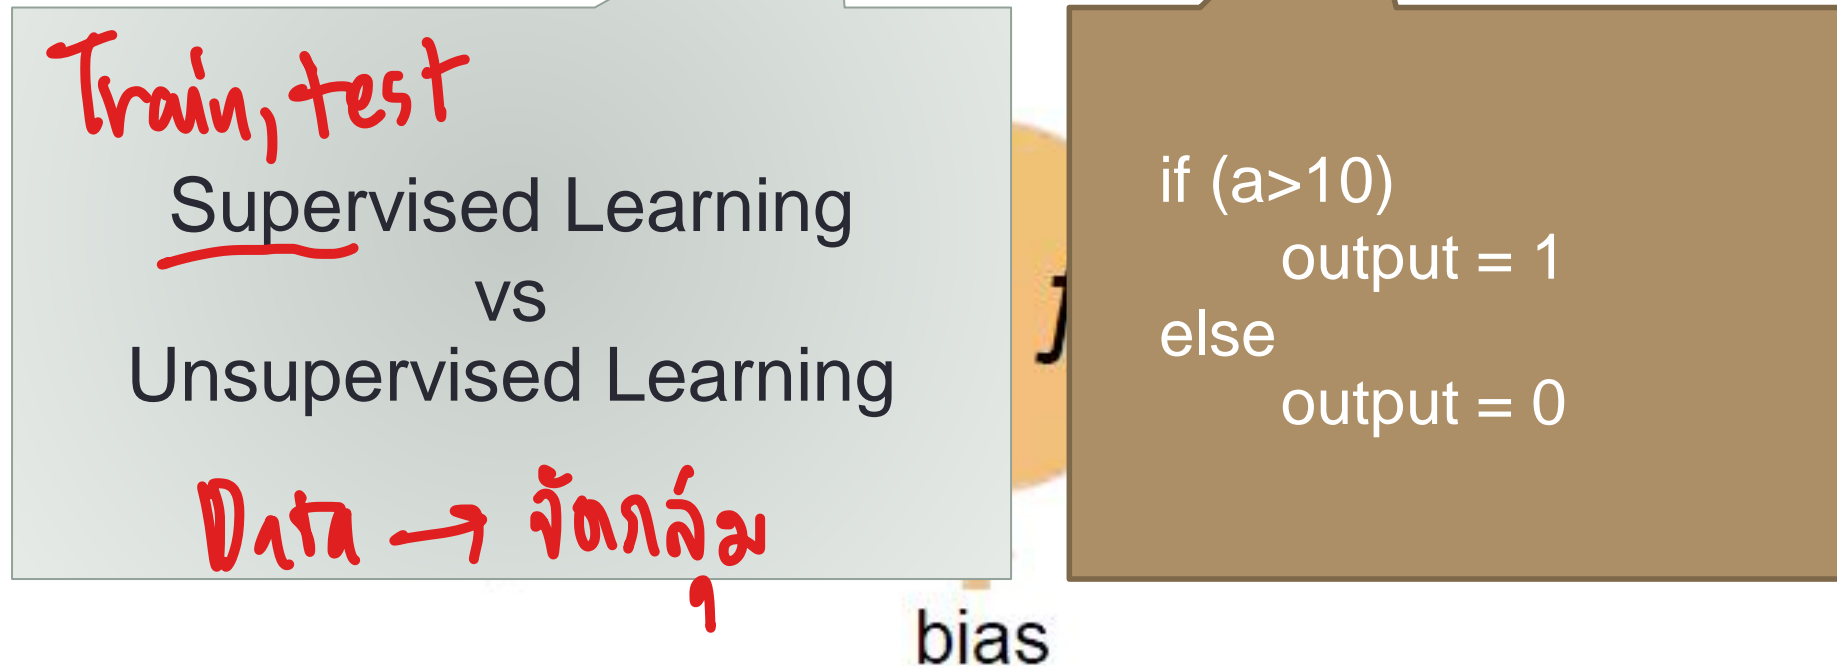 Train, test
Supervised Learning
vs
Unsupervised Learning
Data → จัดกลุ่ม
if (a>10)
output = 1
else
output = 0
f
bias